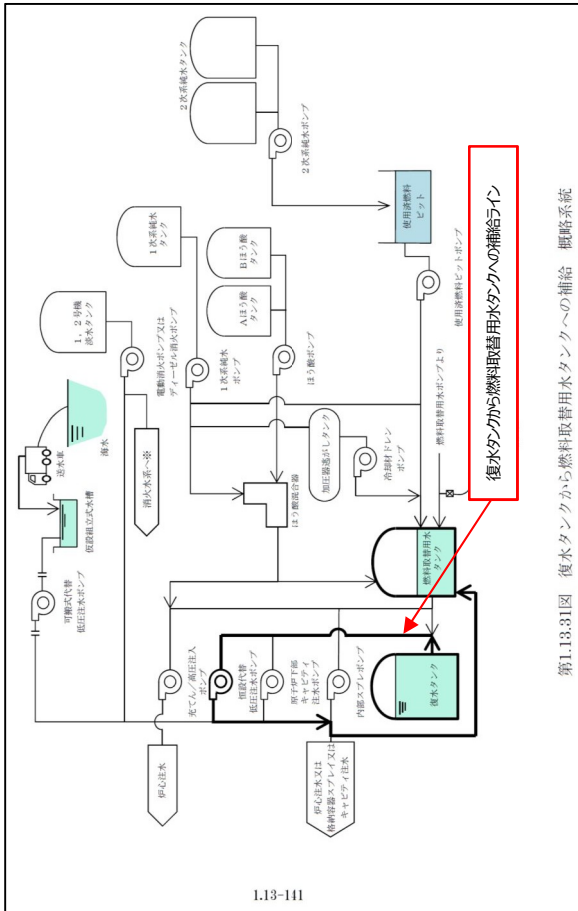 2次系純水タンク
2次系純水ポンプ
使用済燃料
ピット
使用済燃料ピットポンプ
1次系純水
タンク
1,2号機
淡水タンク
Aほう酸
タンク
Bほう酸
タンク
電動消火ポンプ又は
ディーゼル消火ポンプ
1次系純水
ポンプ
ほう酸ポンプ
海水
送水車
仮設組立式水槽
消火水系へ※
可搬式代替
低圧注水ポンプ
ほう酸混合器
加圧器逃がしタンク
冷却材ドレン
ポンプ
燃料取替用水ポンプより
燃料取替用水
タンク
充てん/高圧注入
ポンプ
恒設代替
低圧注水ポンプ
原子炉下部
キャビティ
注水ポンプ
内部スプレポンプ
復水タンク
炉心注水
炉心注水又は
格納容器スプレイ又は
キャビティ注水
復水タンクから燃料取替用水タンクへの補給ライン
第1.13.31図 復水タンクから燃料取替用水タンクへの補給 概略系統
1.13-141